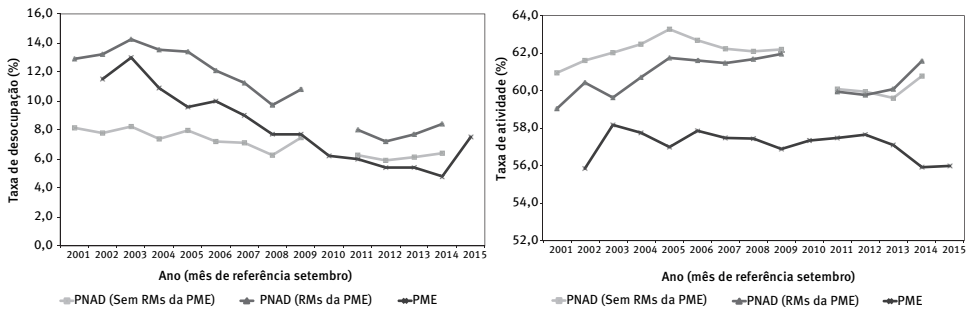 Taxa de desocupação (%)
16,0
14,0
12,0
10,0
8,0
6,0
4,0
2,0
0,0
2001 2002 2003 2004 2005 2006 2007 2008 2009 2010 2011 2012 2013 2014 2015
Ano (mês de referência setembro)
PNAD (Sem RMs da PME) PNAD (RMs da PME) PME
Taxa de atividade (%)
64,0
62,0
60,0
58,0
56,0
54,0
52,0
2001 2002 2003 2004 2005 2006 2007 2008 2009 2010 2011 2012 2013 2014 2015
Ano (mês de referência setembro)
PNAD (Sem RMs da PME) PNAD (RMs da PME) PME